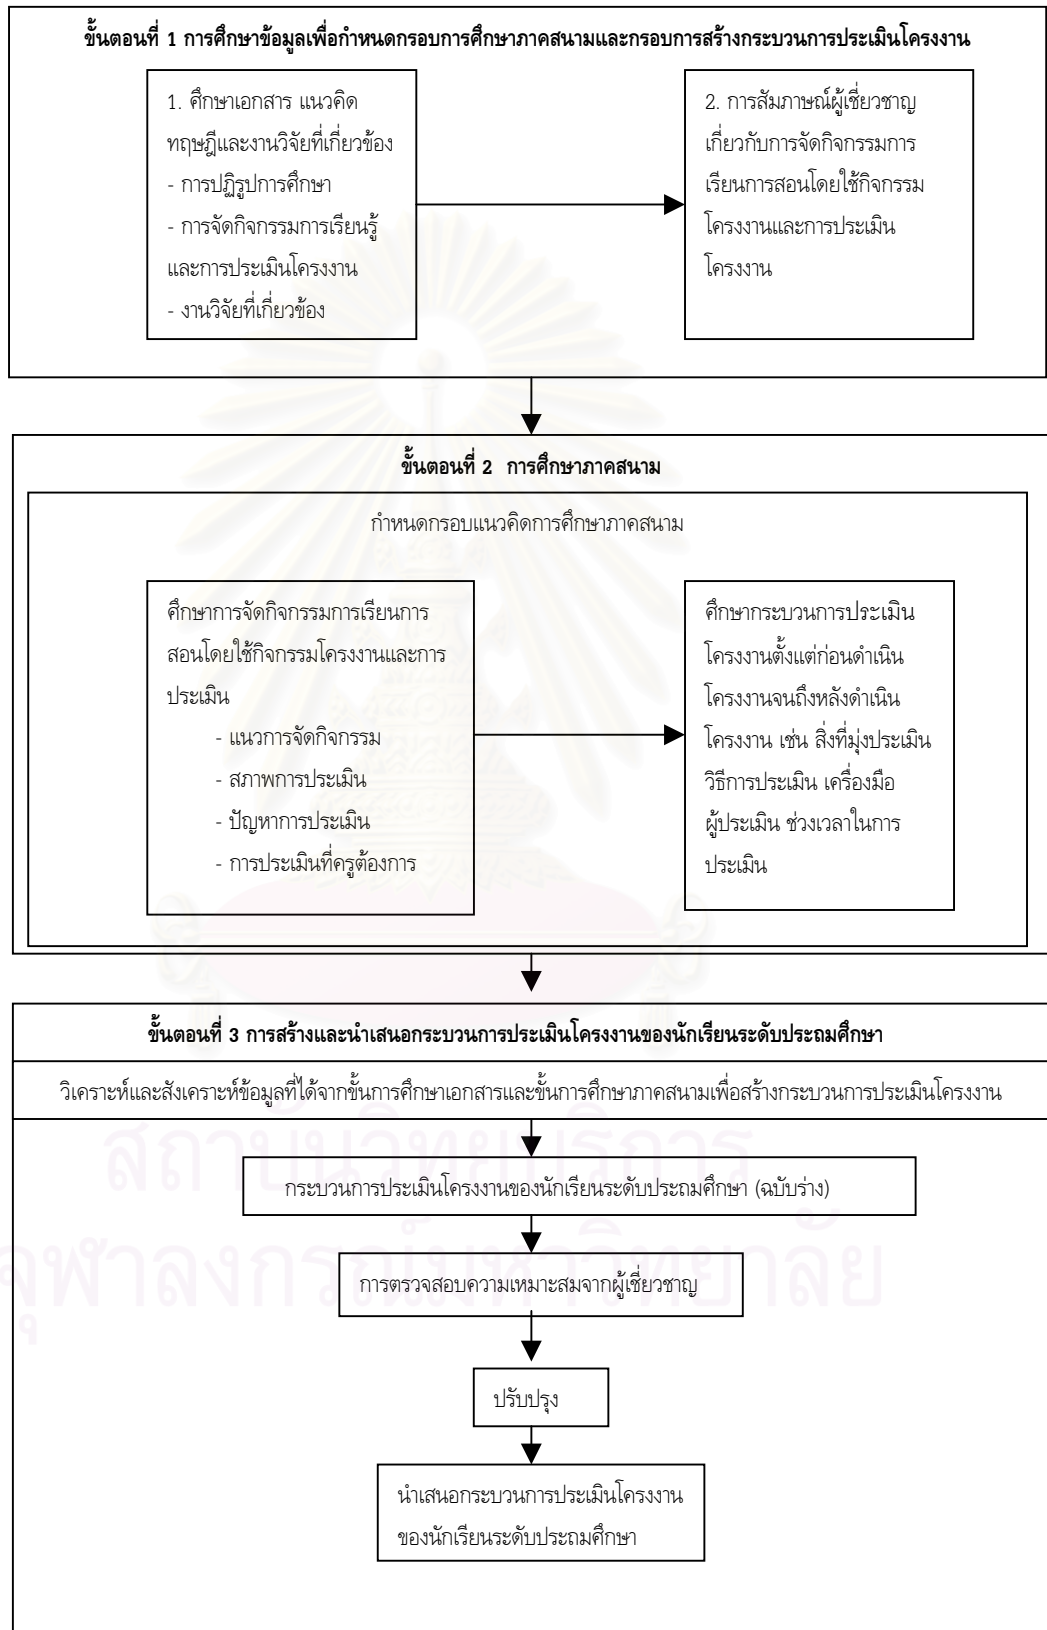 ขั้นตอนที่ 1 การศึกษาข้อมูลเพื่อกำหนดกรอบการศึกษาภาคสนามและกรอบการสร้างกระบวนการประเมินโครงงาน
1. ศึกษาเอกสาร แนวคิด
ทฤษฎีและงานวิจัยที่เกี่ยวข้อง
- การปฏิรูปการศึกษา
- การจัดกิจกรรมการเรียนรู้
และการประเมินโครงงาน
- งานวิจัยที่เกี่ยวข้อง
2. การสัมภาษณ์ผู้เชี่ยวชาญ
เกี่ยวกับการจัดกิจกรรมการ
เรียนการสอนโดยใช้กิจกรรม
โครงงานและการประเมิน
โครงงาน
ขั้นตอนที่ 2 การศึกษาภาคสนาม
กำหนดกรอบแนวคิดการศึกษาภาคสนาม
ศึกษาการจัดกิจกรรมการเรียนการ
สอนโดยใช้กิจกรรมโครงงานและการ
ประเมิน
- แนวการจัดกิจกรรม
- สภาพการประเมิน
- ปัญหาการประเมิน
- การประเมินที่ครูต้องการ
ศึกษากระบวนการประเมิน
โครงงานตั้งแต่ก่อนดำเนิน
โครงงานจนถึงหลังดำเนิน
โครงงาน เช่น สิ่งที่มุ่งประเมิน
วิธีการประเมิน เครื่องมือ
ผู้ประเมิน ช่วงเวลาในการ
ประเมิน
ขั้นตอนที่ 3 การสร้างและนำเสนอกระบวนการประเมินโครงงานของนักเรียนระดับประถมศึกษา
วิเคราะห์และสังเคราะห์ข้อมูลที่ได้จากขั้นการศึกษาเอกสารและขั้นการศึกษาภาคสนามเพื่อสร้างกระบวนการประเมินโครงงาน
สถาบันวิทยบริการ
กระบวนการประเมินโครงงานของนักเรียนระดับประถมศึกษา (ฉบับร่าง)
จุฬาลงกรณ์มหาวิทยาลัย
การตรวจสอบความเหมาะสมจากผู้เชี่ยวชาญ
ปรับปรุง
นำเสนอกระบวนการประเมินโครงงาน
ของนักเรียนระดับประถมศึกษา